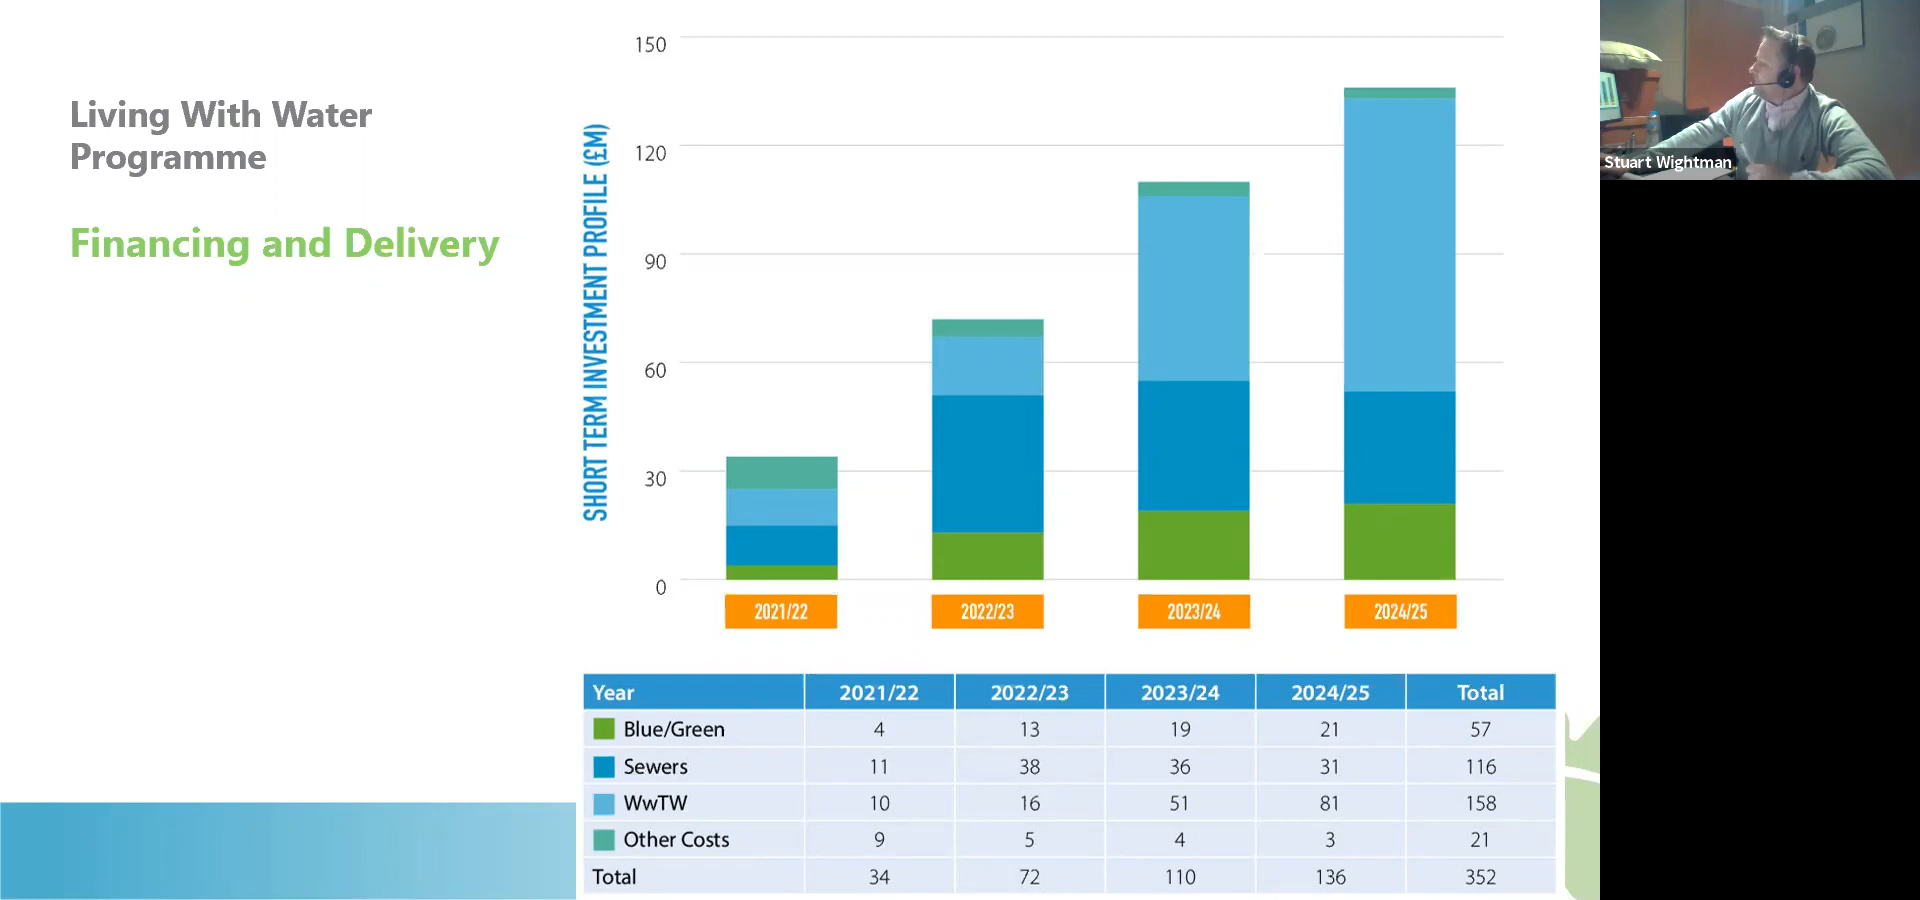 Living With Water
Programme
Financing and Delivery
SHORT TERM INVESTMENT PROFILE (£M)
150
120
90
60
30
0
2021/22 2022/23 2023/24 2024/25
Year 2021/22 2022/23 2023/24 2024/25 Total
Blue/Green 4 13 19 21 57
Sewers 11 38 36 31 116
WwTW 10 16 51 81 158
Other Costs 9 5 4 3 21
Total 34 72 110 136 352
Stuart Wightman